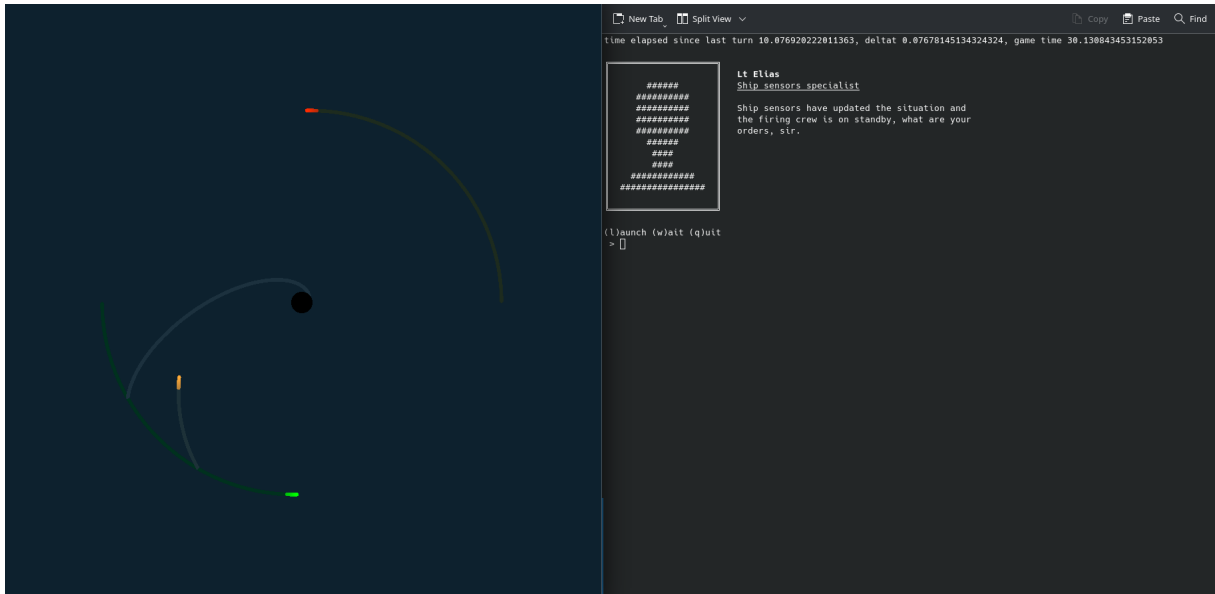 New Tab Split View Copy Paste Find
time elapsed since last turn 10.076920222011363, deltat 0.07678145134324324, game time 30.130843453152053
Lt Elias
Ship sensors specialist
Ship sensors have updated the situation and
the firing crew is on standby, what are your
orders, sir.
######
##########
##########
##########
##########
######
####
####
############
################
(l)aunch (w)ait (q)uit
>